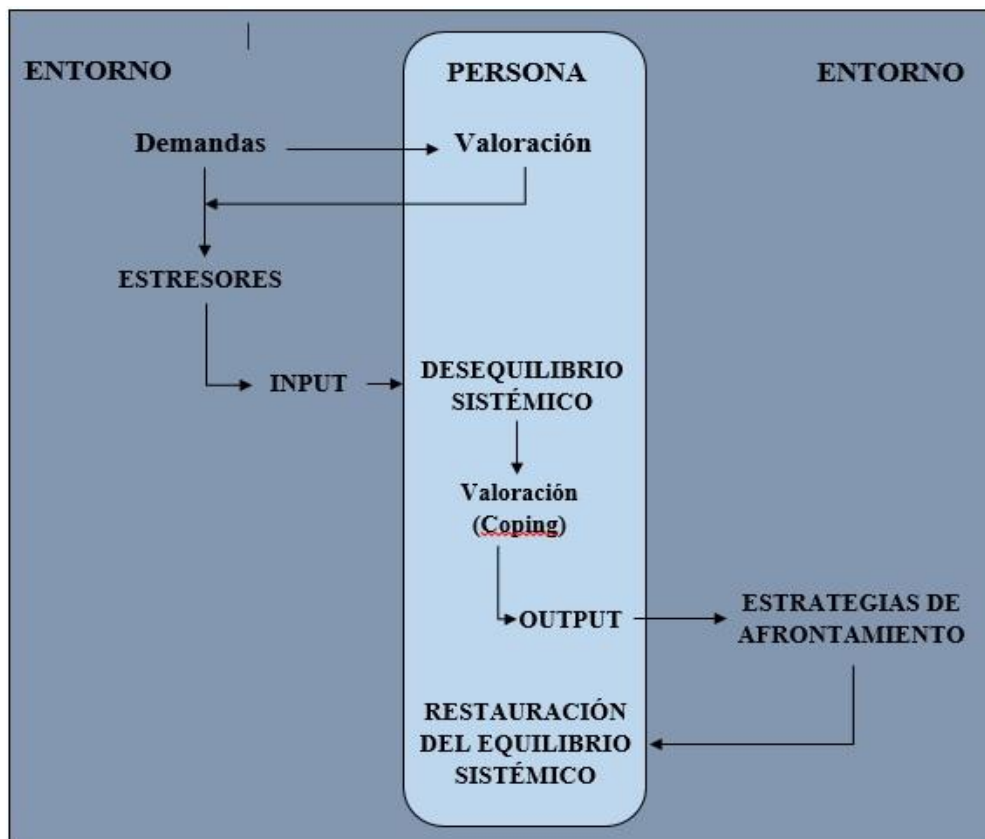 ENTORNO
PERSONA
ENTORNO
Demandas
Valoración
ESTRESORES
INPUT
DESEQUILIBRIO
SISTÉMICO
Valoración
(Coping)
OUTPUT
ESTRATEGIAS DE
AFRONTAMIENTO
RESTAURACIÓN
DEL EQUILIBRIO
SISTÉMICO